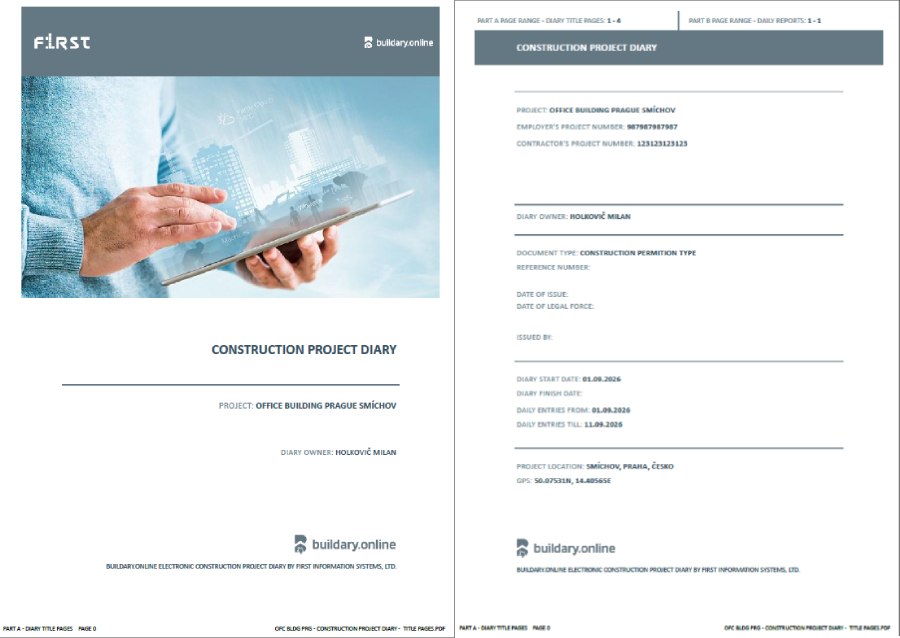 FIRST
buildary.online
CONSTRUCTION PROJECT DIARY
PROJECT: OFFICE BUILDING PRAGUE SMÍCHOV
DIARY OWNER: HOLKOVIČ MILAN
buildary.online
BUILDARY.ONLINE ELECTRONIC CONSTRUCTION PROJECT DIARY BY FIRST INFORMATION SYSTEMS, LTD.
PART A - DIARY TITLE PAGES PAGE 0
OFC BLDG PRG - CONSTRUCTION PROJECT DIARY - TITLE PAGES.PDF
PART A PAGE RANGE - DIARY TITLE PAGES: 1 - 4
PART B PAGE RANGE - DAILY REPORTS: 1 - 1
CONSTRUCTION PROJECT DIARY
PROJECT: OFFICE BUILDING PRAGUE SMÍCHOV
EMPLOYER'S PROJECT NUMBER: 987987987987
CONTRACTOR'S PROJECT NUMBER: 123123123123
DIARY OWNER: HOLKOVIČ MILAN
DOCUMENT TYPE: CONSTRUCTION PERMITION TYPE
REFERENCE NUMBER:
DATE OF ISSUE:
DATE OF LEGAL FORCE:
ISSUED BY:
DIARY START DATE: 01.09.2026
DIARY FINISH DATE:
DAILY ENTRIES FROM: 01.09.2026
DAILY ENTRIES TILL: 11.09.2026
PROJECT LOCATION: SMÍCHOV, PRAHA, ČESKO
GPS: 50.07531N, 14.40565E
buildary.online
BUILDARY.ONLINE ELECTRONIC CONSTRUCTION PROJECT DIARY BY FIRST INFORMATION SYSTEMS, LTD.
PART A - DIARY TITLE PAGES PAGE 0
OFC BLDG PRG - CONSTRUCTION PROJECT DIARY - TITLE PAGES.PDF